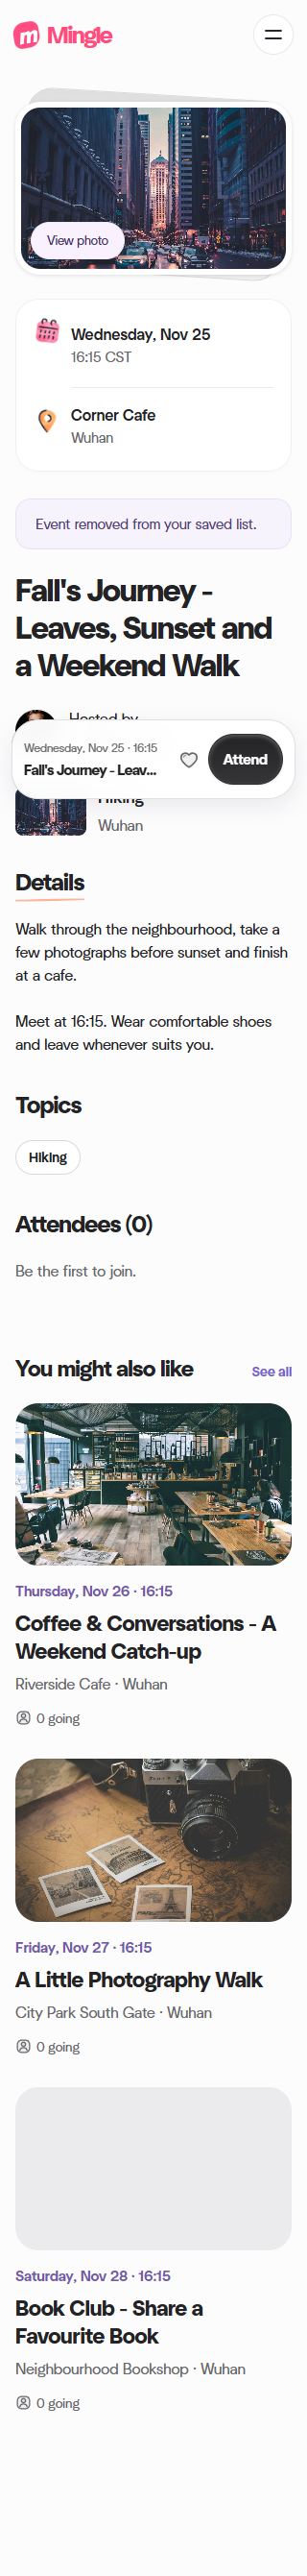 Mingle
View photo
Wednesday, Nov 25
16:15 CST
Corner Cafe
Wuhan
Event removed from your saved list.
Fall's Journey -
Leaves, Sunset and
a Weekend Walk
Hosted by
Wednesday, Nov 25 · 16:15
Fall's Journey - Leav...
Attend
Hiking
Wuhan
Details
Walk through the neighbourhood, take a
few photographs before sunset and finish
at a cafe.
Meet at 16:15. Wear comfortable shoes
and leave whenever suits you.
Topics
Hiking
Attendees (0)
Be the first to join.
You might also like
See all
Thursday, Nov 26 · 16:15
Coffee & Conversations - A
Weekend Catch-up
Riverside Cafe · Wuhan
0 going
Friday, Nov 27 · 16:15
A Little Photography Walk
City Park South Gate · Wuhan
0 going
Saturday, Nov 28 · 16:15
Book Club - Share a
Favourite Book
Neighbourhood Bookshop · Wuhan
0 going